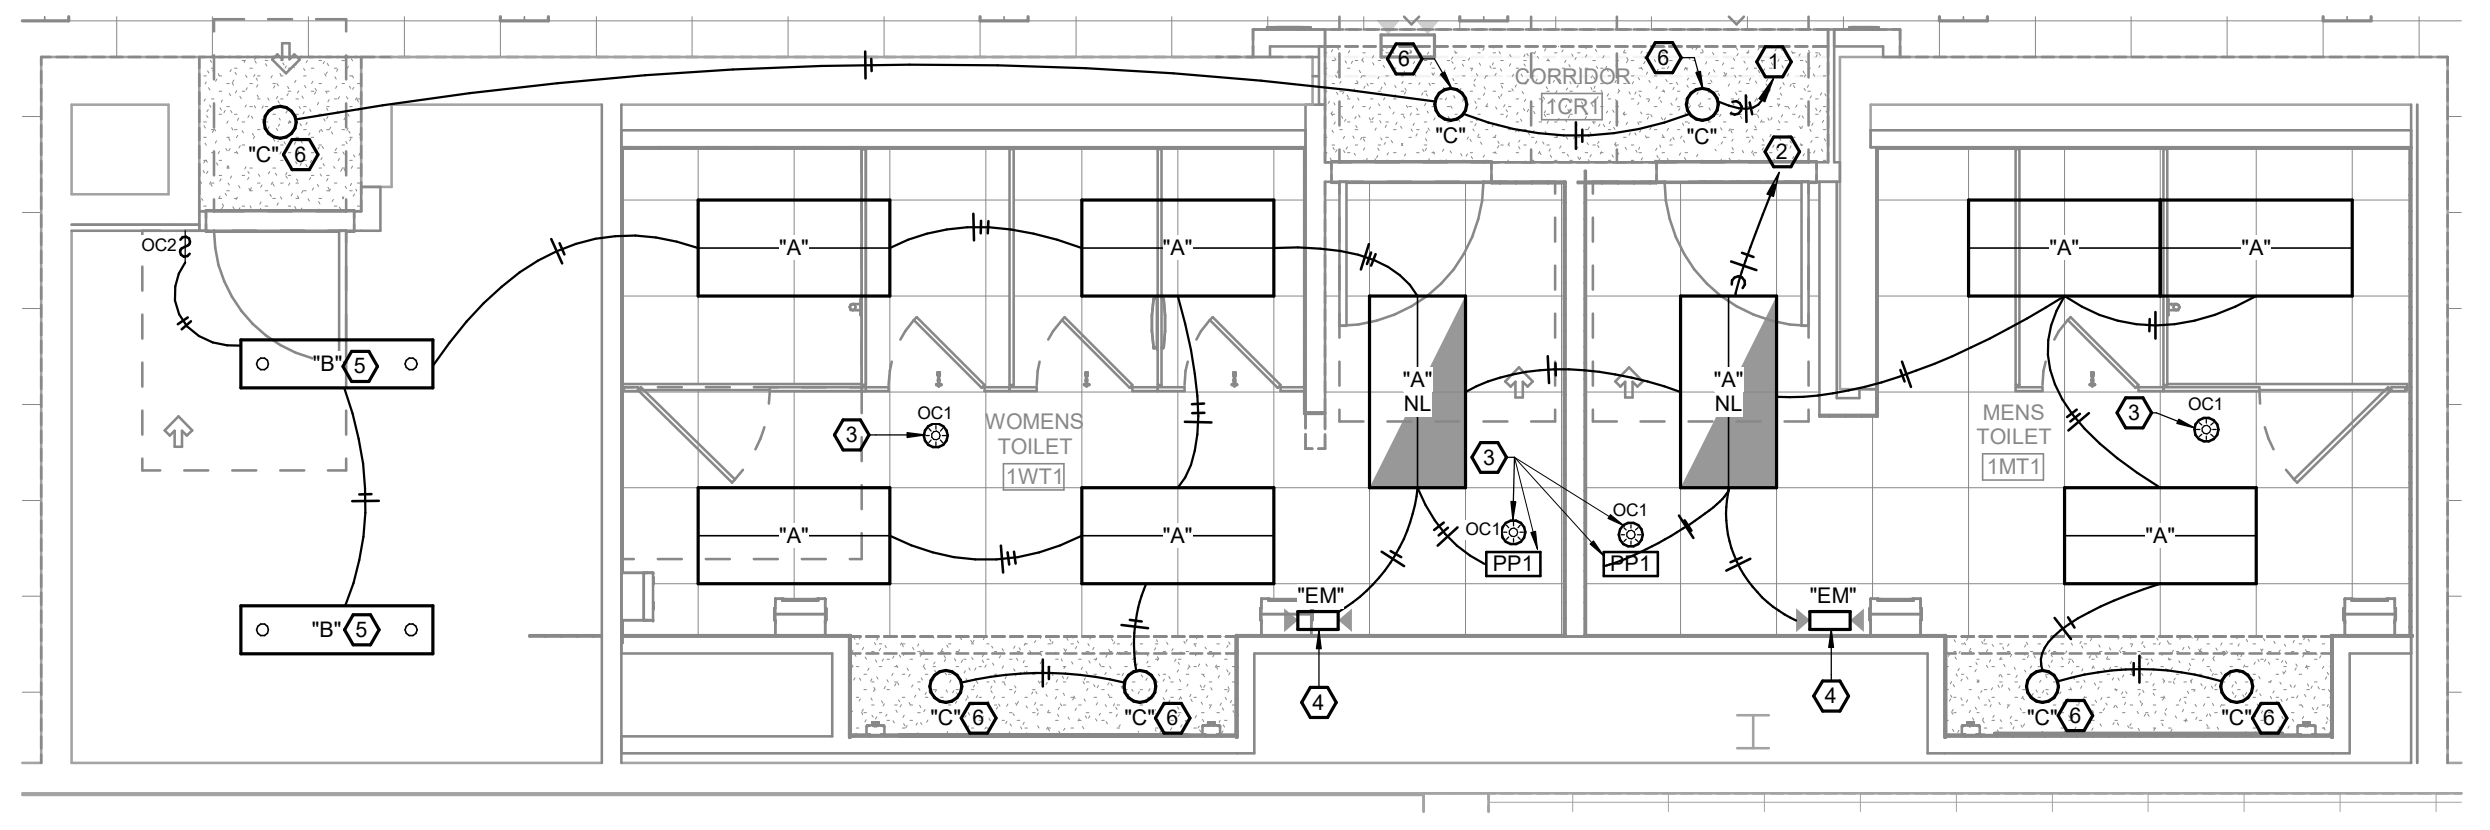 6
6
1
CORRIDOR
1CR1
"C"
"C"
"C" 6
2
OC2
"A"
"A"
"A"
"A"
"B" 5
"A"
NL
"A"
NL
3
OC1
WOMENS
TOILET
1WT1
3
MENS
TOILET
1MT1
3
OC1
OC1
OC1
PP1
PP1
"A"
"A"
"A"
"EM"
"EM"
"B" 5
4
4
"C" 6
"C" 6
"C" 6
"C" 6